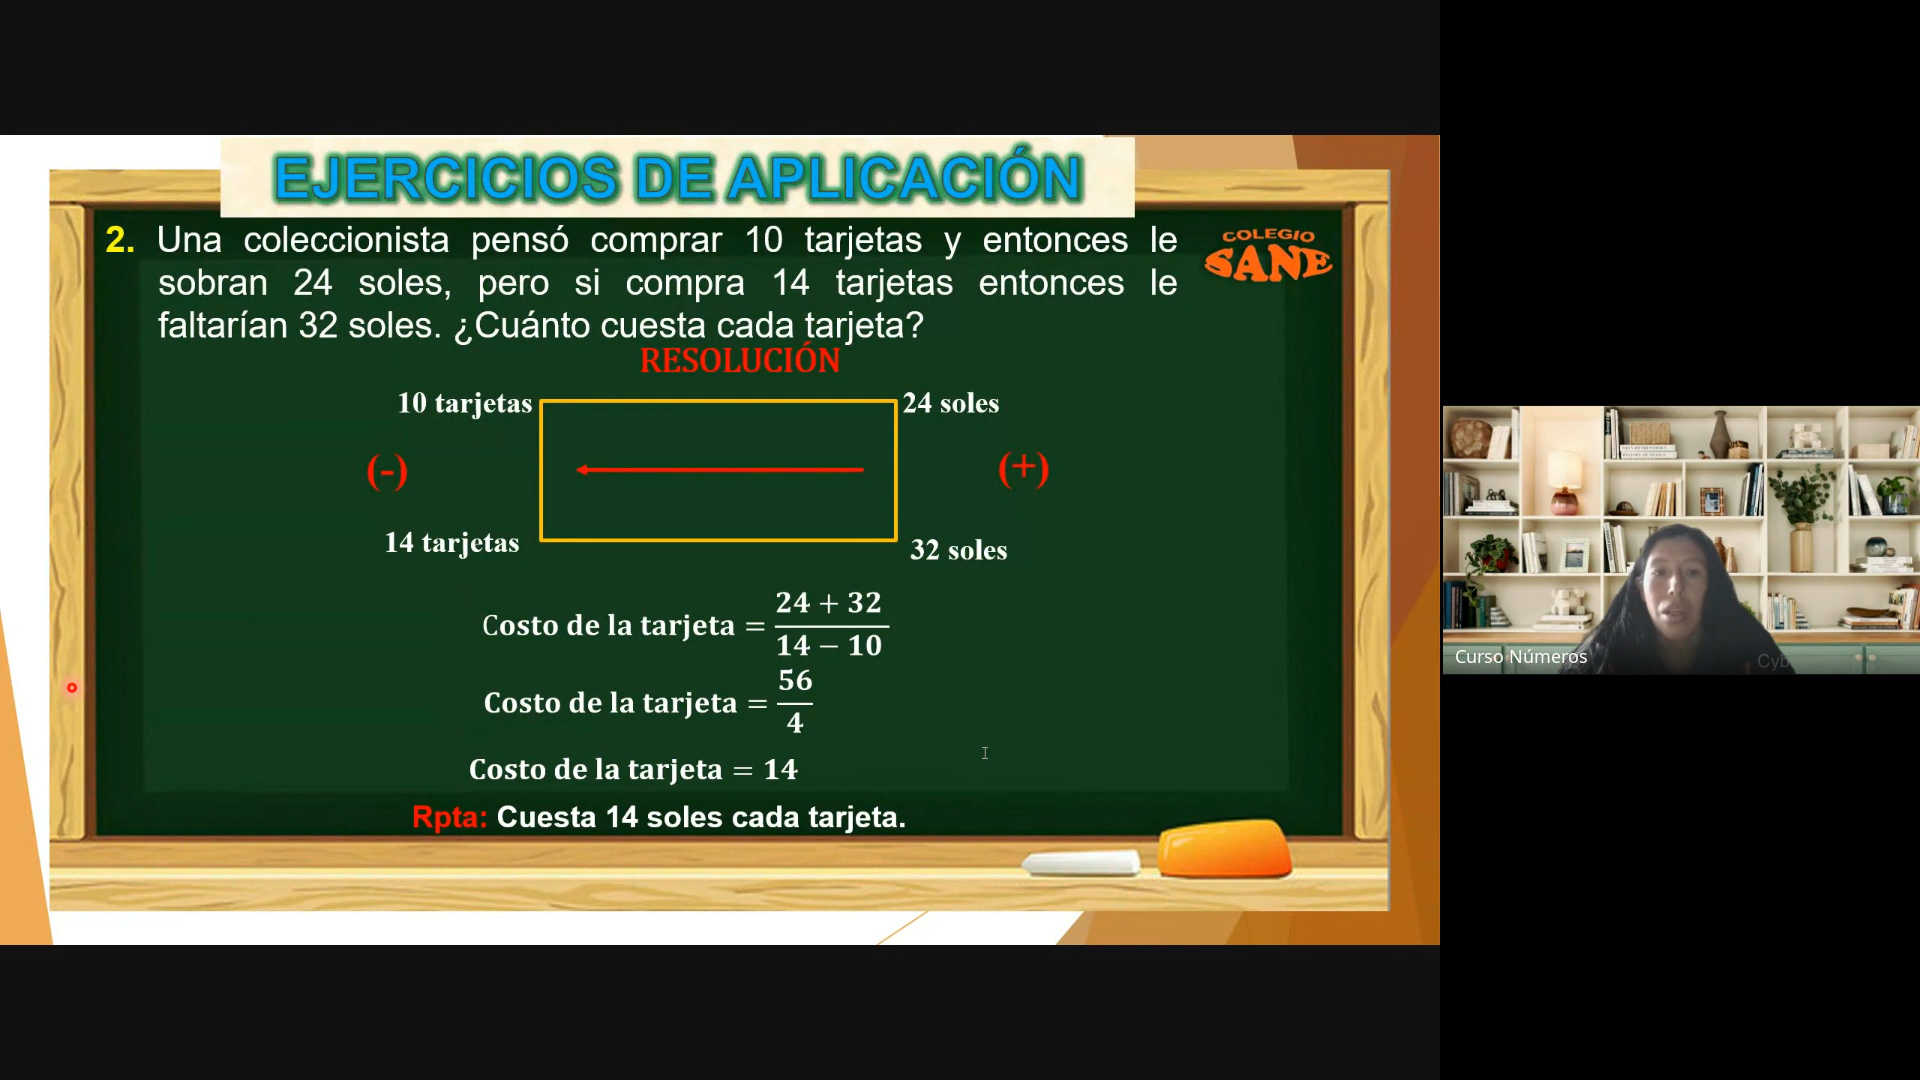 EJERCICIOS DE APLICACIÓN
2. Una coleccionista pensó comprar 10 tarjetas y entonces le
sobran 24 soles, pero si compra 14 tarjetas entonces le
faltarían 32 soles. ¿Cuánto cuesta cada tarjeta?
COLEGIO
SANE
RESOLUCIÓN
10 tarjetas
24 soles
(-)
(+)
14 tarjetas
32 soles
Costo de la tarjeta = 24 + 32 / 14 − 10
Costo de la tarjeta = 56 / 4
Costo de la tarjeta = 14
Rpta: Cuesta 14 soles cada tarjeta.
Curso Números